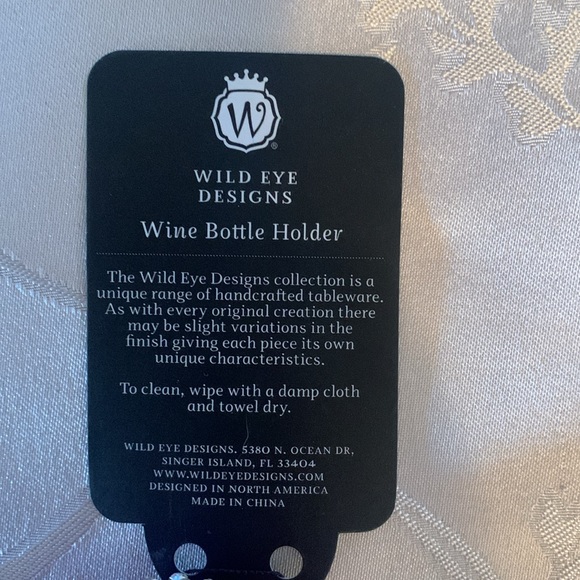 W
®
WILD EYE
DESIGNS
Wine Bottle Holder
The Wild Eye Designs collection is a
unique range of handcrafted tableware.
As with every original creation there
may be slight variations in the
finish giving each piece its own
unique characteristics.
To clean, wipe with a damp cloth
and towel dry.
WILD EYE DESIGNS. 5380 N. OCEAN DR,
SINGER ISLAND, FL 33404
WWW.WILDEYEDESIGNS.COM
DESIGNED IN NORTH AMERICA
MADE IN CHINA